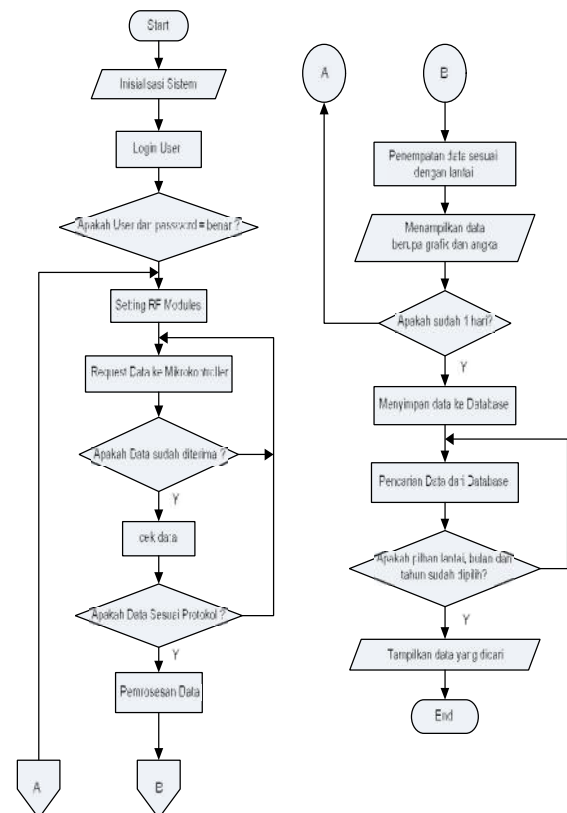 Start
Inisialisasi Sistem
Login User
Apakah User dan password = benar ?
Setting RF Modules
Request Data ke Mikrokontroller
Apakah Data sudah diterima ?
Y
cek data
Apakah Data Sesuai Protokol ?
Y
Pemrosesan Data
A
B
A
B
Penempatan data sesuai
dengan lantai
Menampilkan data
berupa grafik dan angka
Apakah sudah 1 hari?
Y
Menyimpan data ke Database
Pencarian Data dari Database
Apakah pilihan lantai, bulan dan
tahun sudah dipilih?
Y
Tampilkan data yang dicari
End